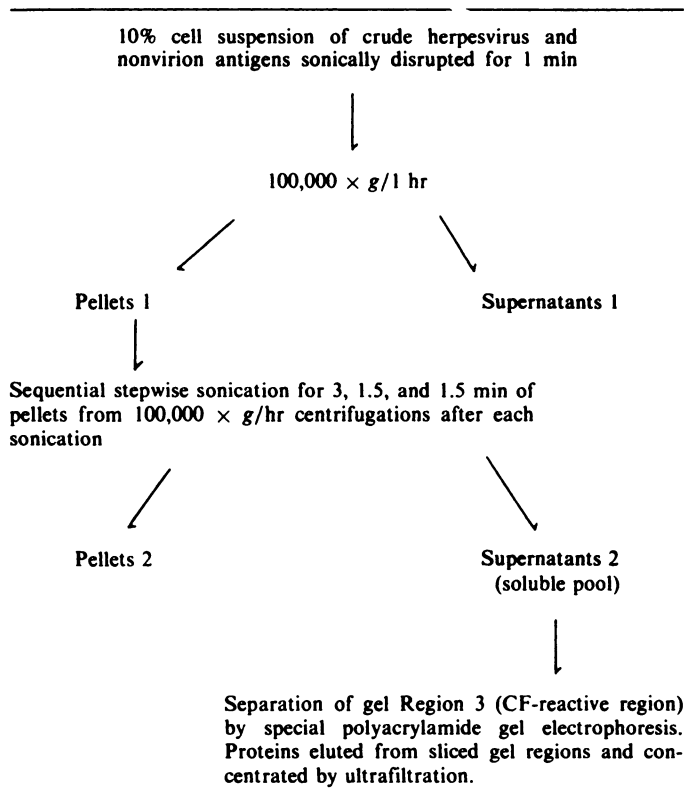 10% cell suspension of crude herpesvirus and
nonvirion antigens sonically disrupted for 1 min
100,000 × g/1 hr
Pellets 1
Supernatants 1
Sequential stepwise sonication for 3, 1.5, and 1.5 min of
pellets from 100,000 × g/hr centrifugations after each
sonication
Pellets 2
Supernatants 2
(soluble pool)
Separation of gel Region 3 (CF-reactive region)
by special polyacrylamide gel electrophoresis.
Proteins eluted from sliced gel regions and con-
centrated by ultrafiltration.